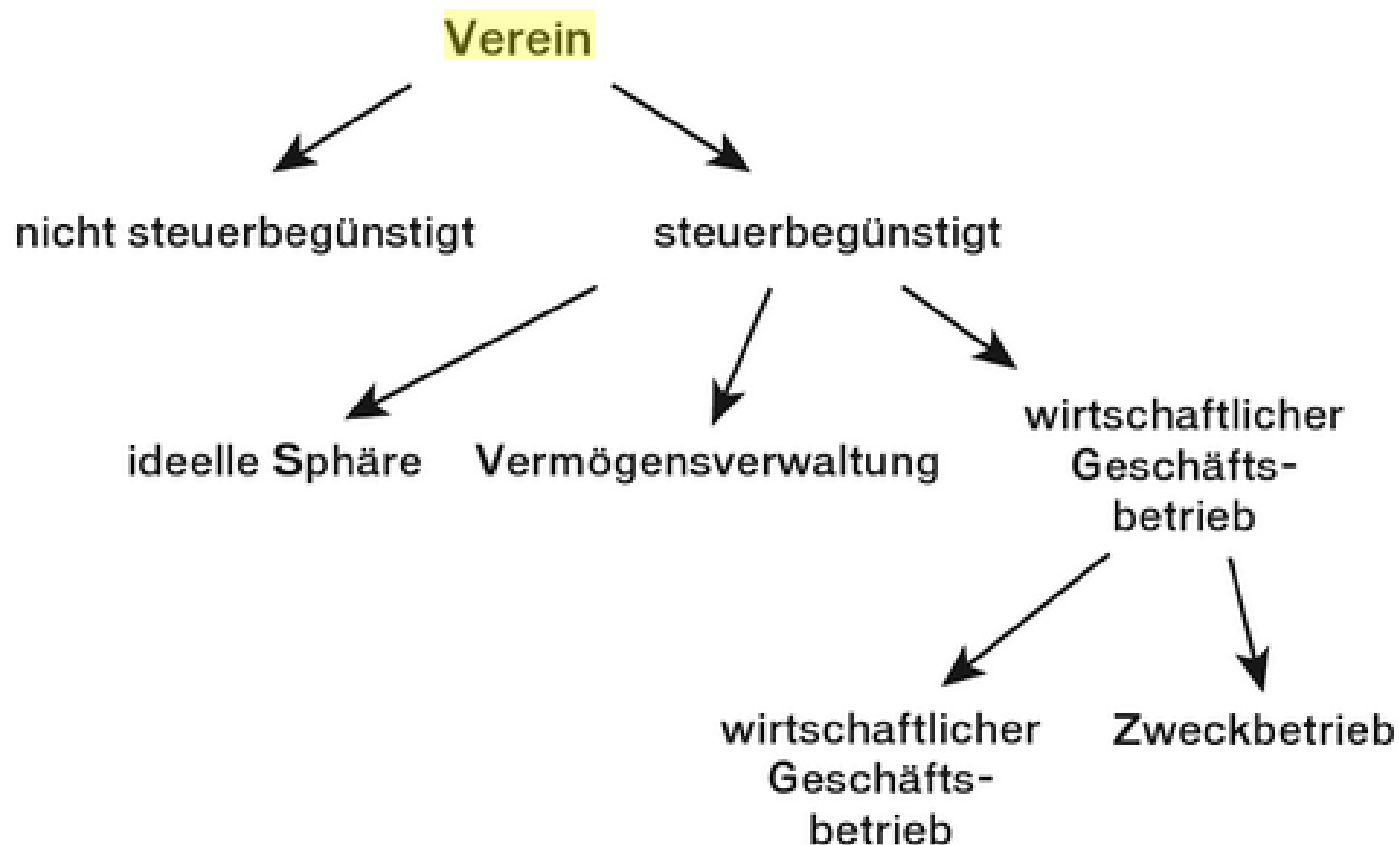 Verein
nicht steuerbegünstigt
steuerbegünstigt
ideelle Sphäre
Vermögensverwaltung
wirtschaftlicher
Geschäfts-
betrieb
wirtschaftlicher
Geschäfts-
betrieb
Zweckbetrieb